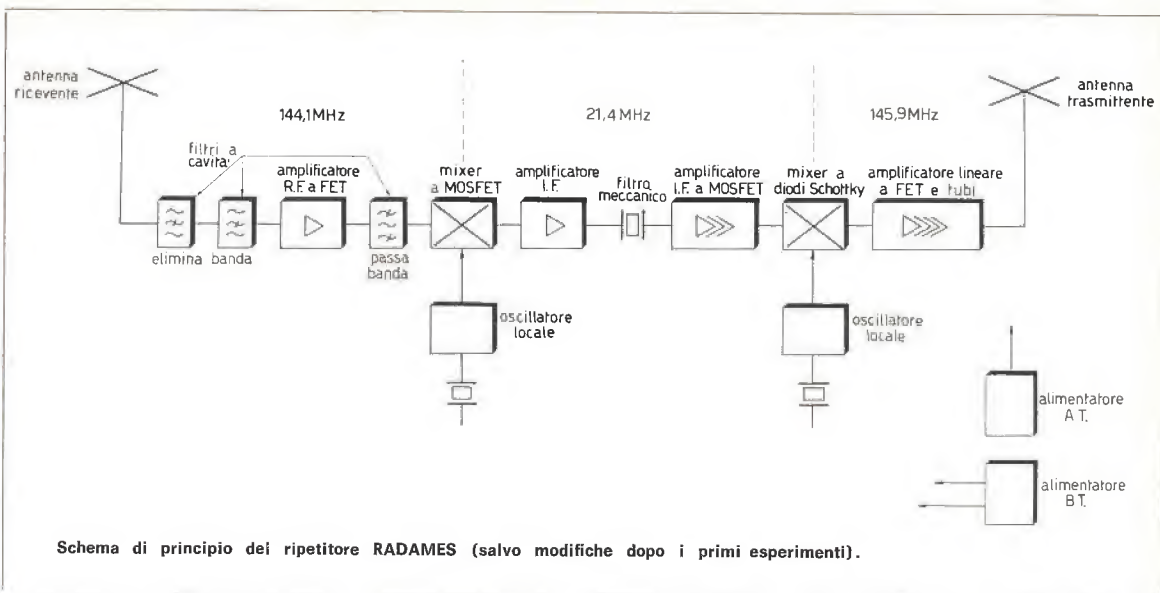 antenna
ricevente
144,1MHz
21,4MHz
145,9MHz
antenna
trasmittente
filtri a
cavità
amplificatore
R.F. a FET
mixer
a MOSFET
amplificatore
I.F.
filtro
meccanico
amplificatore
I.F. a MOSFET
mixer a
diodi Schottky
amplificatore lineare
a FET e tubi
elimina banda
passa
banda
oscillatore
locale
oscillatore
locale
alimentatore
A.T.
alimentatore
B.T.
Schema di principio del ripetitore RADAMES (salvo modifiche dopo i primi esperimenti).